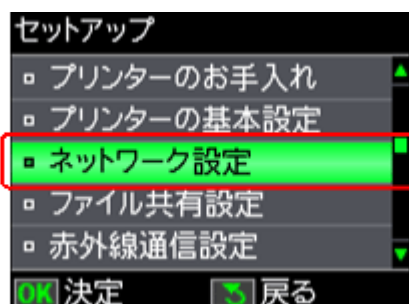 セットアップ
プリンターのお手入れ
プリンターの基本設定
ネットワーク設定
ファイル共有設定
赤外線通信設定
OK 決定 戻る